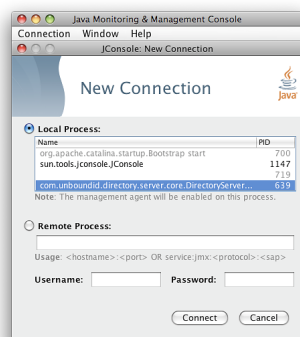 Java Monitoring & Management Console
Connection Window Help
JConsole: New Connection
New Connection
Java
Local Process:
Name PID
org.apache.catalina.startup.Bootstrap start 700
sun.tools.jconsole.JConsole 1147
719
com.unboundid.directory.server.core.DirectoryServer... 639
Note: The management agent will be enabled on this process.
Remote Process:
Usage: <hostname>:<port> OR service:jmx:<protocol>:<sap>
Username: Password:
Connect Cancel